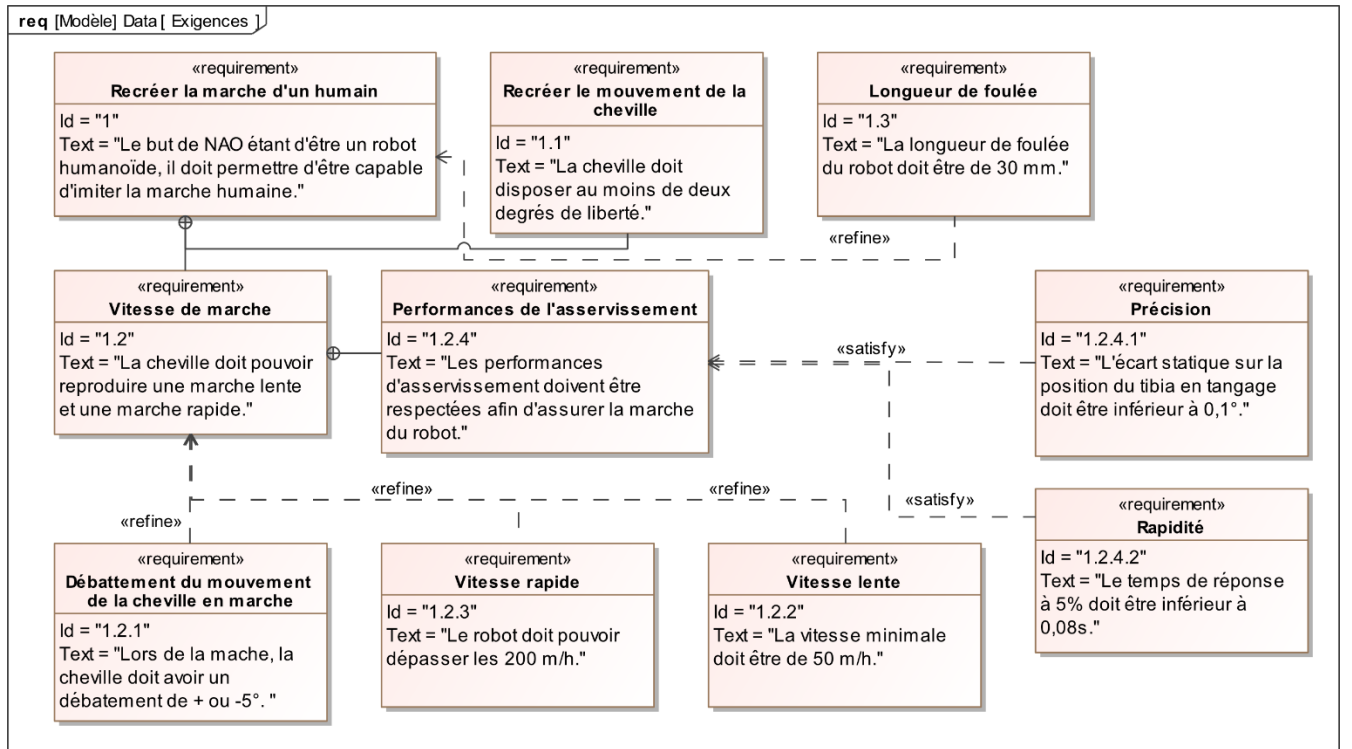 req [Modèle] Data [ Exigences ]
«requirement»
Recréer la marche d'un humain
Id = "1"
Text = "Le but de NAO étant d'être un robot
humanoïde, il doit permettre d'être capable
d'imiter la marche humaine."
«requirement»
Recréer le mouvement de la
cheville
Id = "1.1"
Text = "La cheville doit
disposer au moins de deux
degrés de liberté."
«requirement»
Longueur de foulée
Id = "1.3"
Text = "La longueur de foulée
du robot doit être de 30 mm."
«refine»
«requirement»
Vitesse de marche
Id = "1.2"
Text = "La cheville doit pouvoir
reproduire une marche lente
et une marche rapide."
«requirement»
Performances de l'asservissement
Id = "1.2.4"
Text = "Les performances
d'asservissement doivent être
respectées afin d'assurer la marche
du robot."
«satisfy»
«requirement»
Précision
Id = "1.2.4.1"
Text = "L'écart statique sur la
position du tibia en tangage
doit être inférieur à 0,1°."
«refine»
«refine»
«refine»
«satisfy»
«requirement»
Rapidité
Id = "1.2.4.2"
Text = "Le temps de réponse
à 5% doit être inférieur à
0,08s."
«requirement»
Débattement du mouvement
de la cheville en marche
Id = "1.2.1"
Text = "Lors de la mache, la
cheville doit avoir un
débatement de + ou -5°. "
«requirement»
Vitesse rapide
Id = "1.2.3"
Text = "Le robot doit pouvoir
dépasser les 200 m/h."
«requirement»
Vitesse lente
Id = "1.2.2"
Text = "La vitesse minimale
doit être de 50 m/h."